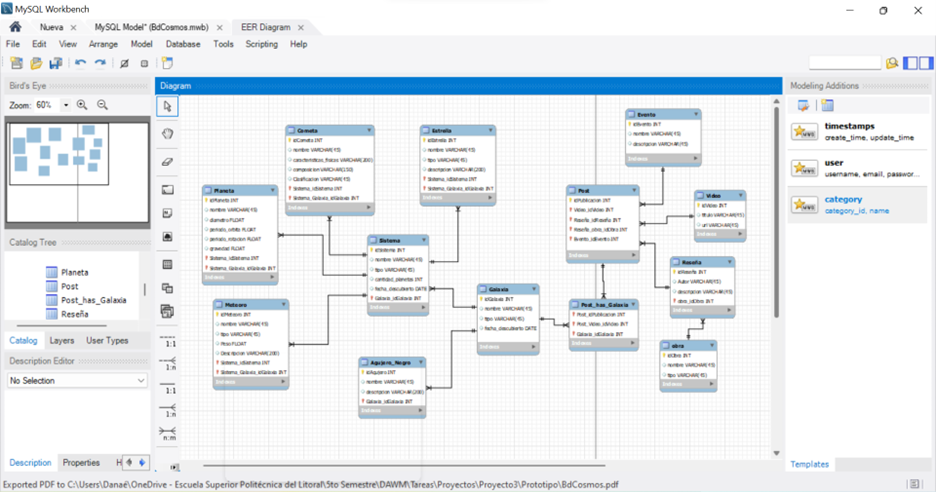 MySQL Workbench
Nueva
MySQL Model* (BdCosmos.mwb)
EER Diagram
File Edit View Arrange Model Database Tools Scripting Help
Bird's Eye
Zoom: 60%
Catalog Tree
Planeta
Post
Post_has_Galaxia
Reseña
Catalog Layers User Types
Description Editor
No Selection
Description Properties H
Diagram
1:1
1:n
1:1
1:n
n:m
Cometa
idCometa INT
nombre VARCHAR(45)
caracteristicas_fisicas VARCHAR(200)
Clasificacion VARCHAR(45)
Sistema_idSistema INT
Sistema_Galaxia_idGalaxia INT
Indexes
Estrella
idEstrella INT
nombre VARCHAR(45)
tipo VARCHAR(45)
descripcion VARCHAR(200)
Sistema_idSistema INT
Sistema_Galaxia_idGalaxia INT
Indexes
Planeta
idPlaneta INT
nombre VARCHAR(45)
diametro FLOAT
periodo_orbita FLOAT
periodo_rotacion FLOAT
gravedad FLOAT
Sistema_idSistema INT
Sistema_Galaxia_idGalaxia INT
Indexes
Sistema
idSistema INT
nombre VARCHAR(45)
tipo VARCHAR(45)
cantidad_planetas INT
fecha_descubierto DATE
Galaxia_idGalaxia INT
Indexes
Meteoro
idMeteoro INT
nombre VARCHAR(45)
tipo VARCHAR(45)
Peso FLOAT
Descripcion VARCHAR(200)
Sistema_idSistema INT
Sistema_Galaxia_idGalaxia INT
Indexes
Agujero_Negro
idAgujero INT
nombre VARCHAR(45)
descripcion VARCHAR(200)
Galaxia_idGalaxia INT
Indexes
Galaxia
idGalaxia INT
nombre VARCHAR(45)
tipo VARCHAR(45)
fecha_descubierto DATE
Indexes
Evento
idEvento INT
nombre VARCHAR(45)
descripcion VARCHAR(45)
Indexes
Post
idPublicacion INT
Video_idVideo INT
Reseña_idReseña INT
Reseña_obra_idObra INT
Evento_idEvento INT
Indexes
Video
idVideo INT
titulo VARCHAR(45)
url VARCHAR(45)
Indexes
Reseña
idReseña INT
Autor VARCHAR(45)
descripcion VARCHAR(45)
obra_idObra INT
Indexes
Post_has_Galaxia
Post_idPublicacion INT
Post_Video_idVideo INT
Galaxia_idGalaxia INT
Indexes
obra
idObra INT
nombre VARCHAR(45)
tipo VARCHAR(45)
Indexes
Modeling Additions
timestamps
create_time, update_time
user
username, email, passwor...
category
category_id, name
Templates
Exported PDF to C:\Users\Danaé\OneDrive - Escuela Superior Politécnica del Litoral\5to Semestre\DAWM\Tareas\Proyectos\Proyecto3\Prototipo\BdCosmos.pdf